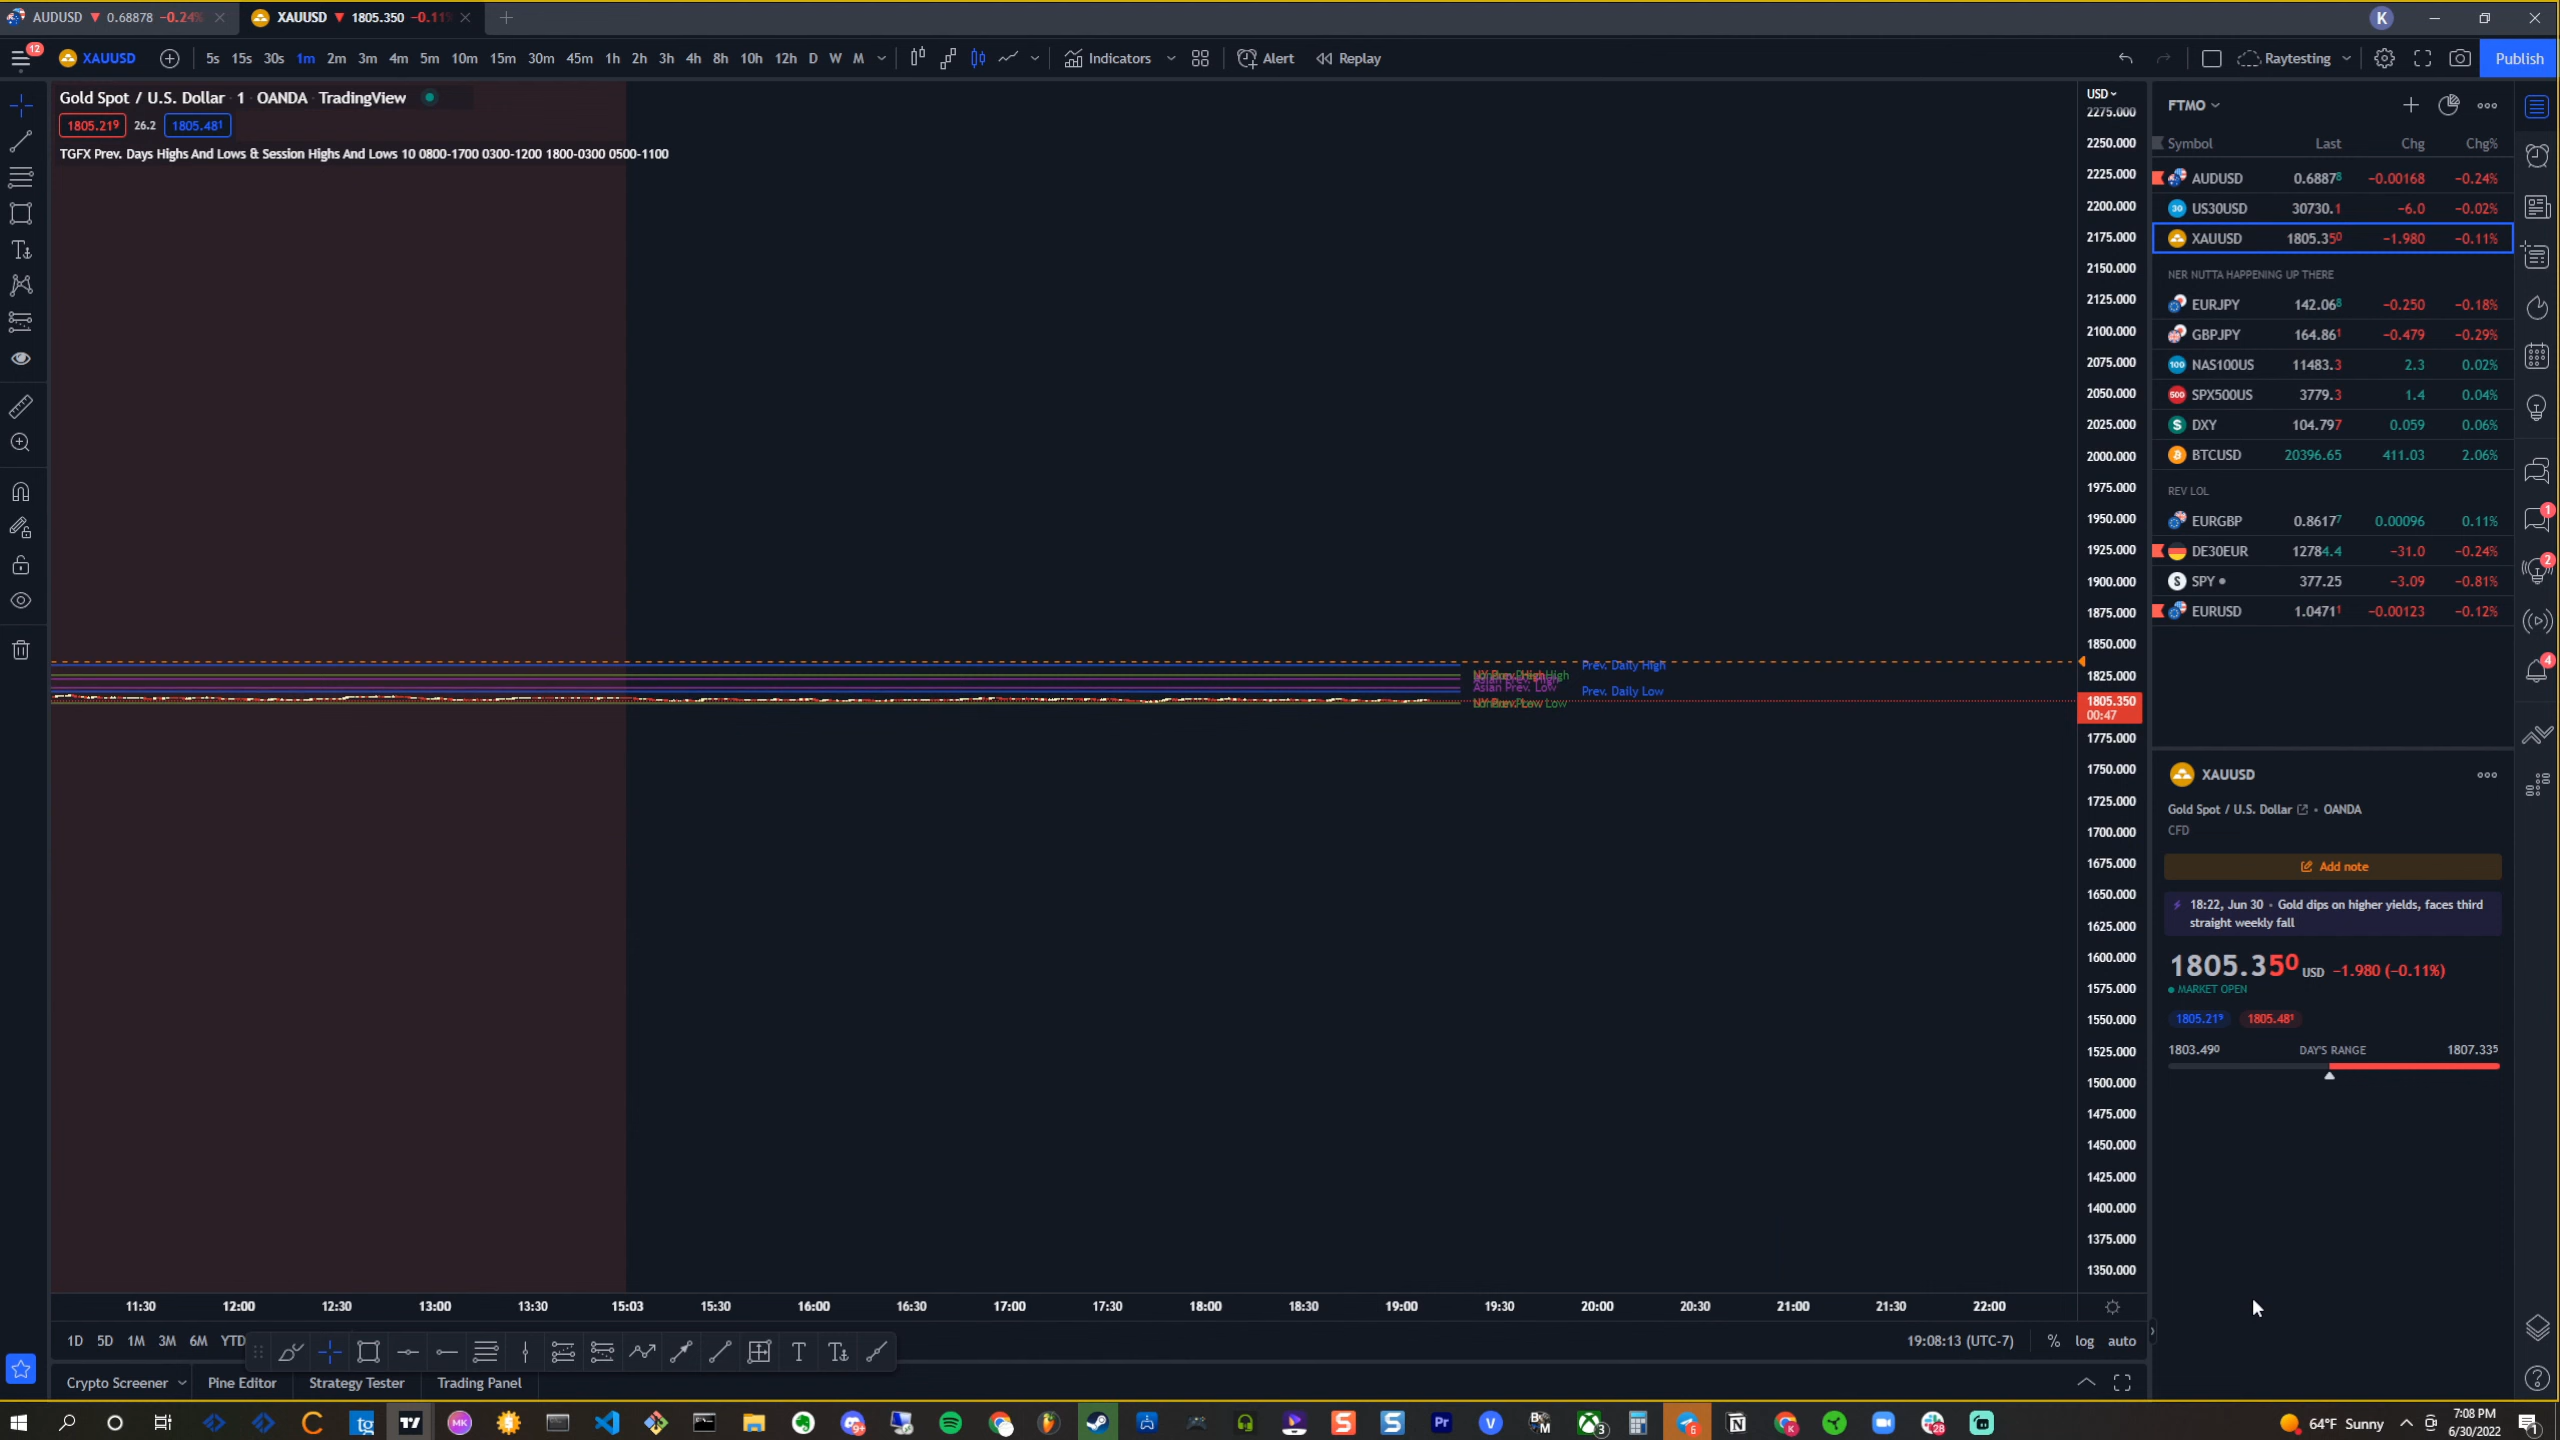 AUDUSD ▼ 0.68878 −0.24%
XAUUSD ▼ 1805.350 −0.11%
K
12
XAUUSD
5s 15s 30s 1m 2m 3m 4m 5m 10m 15m 30m 45m 1h 2h 3h 4h 8h 10h 12h D W M
Indicators
Alert
Replay
Raytesting
Publish
Gold Spot / U.S. Dollar 1 OANDA TradingView
1805.219 26.2 1805.481
TGFX Prev. Days Highs And Lows & Session Highs And Lows 10 0800-1700 0300-1200 1800-0300 0500-1100
USD
2275.000
2250.000
2225.000
2200.000
2175.000
2150.000
2125.000
2100.000
2075.000
2050.000
2025.000
2000.000
1975.000
1950.000
1925.000
1900.000
1875.000
1850.000
1825.000
1805.350
00:47
1775.000
1750.000
1725.000
1700.000
1675.000
1650.000
1625.000
1600.000
1575.000
1550.000
1525.000
1500.000
1475.000
1450.000
1425.000
1400.000
1375.000
1350.000
Prev. Daily High
Asian Prev. Low
Prev. Daily Low
11:30 12:00 12:30 13:00 13:30 15:03 15:30 16:00 16:30 17:00 17:30 18:00 18:30 19:00 19:30 20:00 20:30 21:00 21:30 22:00
1D 5D 1M 3M 6M YTD
19:08:13 (UTC-7) % log auto
Crypto Screener Pine Editor Strategy Tester Trading Panel
FTMO
Symbol Last Chg Chg%
AUDUSD 0.68878 −0.00168 −0.24%
US30USD 30730.1 −6.0 −0.02%
XAUUSD 1805.350 −1.980 −0.11%
NER NUTTA HAPPENING UP THERE
EURJPY 142.068 −0.250 −0.18%
GBPJPY 164.861 −0.479 −0.29%
NAS100US 11483.3 2.3 0.02%
SPX500US 3779.3 1.4 0.04%
DXY 104.797 0.059 0.06%
BTCUSD 20396.65 411.03 2.06%
REV LOL
EURGBP 0.86177 0.00096 0.11%
DE30EUR 12784.4 −31.0 −0.24%
SPY 377.25 −3.09 −0.81%
EURUSD 1.04711 −0.00123 −0.12%
1
2
4
XAUUSD
Gold Spot / U.S. Dollar • OANDA
CFD
Add note
18:22, Jun 30 • Gold dips on higher yields, faces third
straight weekly fall
1805.350 USD −1.980 (−0.11%)
MARKET OPEN
1805.219 1805.481
1803.490 DAY'S RANGE 1807.335
64°F Sunny
7:08 PM
6/30/2022